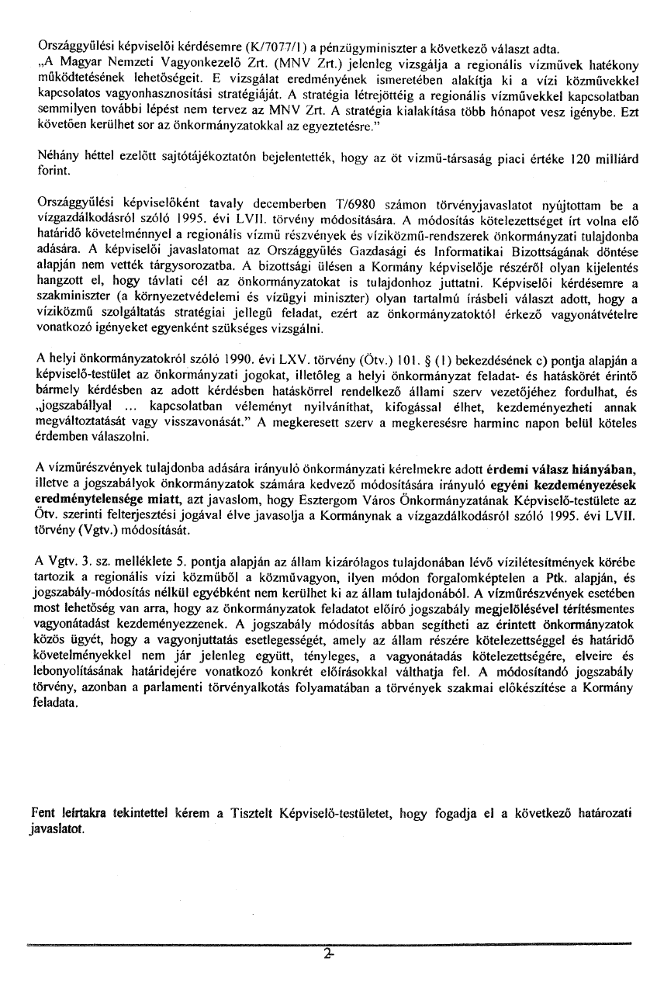 Országgyűlési képviselői kérdésemre (K/7077/1) a pénzügyminiszter a következő választ adta.
„A Magyar Nemzeti Vagyonkezelő Zrt. (MNV Zrt.) jelenleg vizsgálja a regionális vízművek hatékony
működtetésének lehetőségeit. E vizsgálat eredményének ismeretében alakítja ki a vízi közművekkel
kapcsolatos vagyonhasznosítási stratégiáját. A stratégia létrejöttéig a regionális vízművekkel kapcsolatban
semmilyen további lépést nem tervez az MNV Zrt. A stratégia kialakítása több hónapot vesz igénybe. Ezt
követően kerülhet sor az önkormányzatokkal az egyeztetésre.”
Néhány héttel ezelőtt sajtótájékoztatón bejelentették, hogy az öt vízmű-társaság piaci értéke 120 milliárd
forint.
Országgyűlési képviselőként tavaly decemberben T/6980 számon törvényjavaslatot nyújtottam be a
vízgazdálkodásról szóló 1995. évi LVII. törvény módosítására. A módosítás kötelezettséget írt volna elő
határidő követelménnyel a regionális vízmű részvények és víziközmű-rendszerek önkormányzati tulajdonba
adására. A képviselői javaslatomat az Országgyűlés Gazdasági és Informatikai Bizottságának döntése
alapján nem vették tárgysorozatba. A bizottsági ülésen a Kormány képviselője részéről olyan kijelentés
hangzott el, hogy távlati cél az önkormányzatokat is tulajdonhoz juttatni. Képviselői kérdésemre a
szakminiszter (a környezetvédelemi és vízügyi miniszter) olyan tartalmú írásbeli választ adott, hogy a
víziközmű szolgáltatás stratégiai jellegű feladat, ezért az önkormányzatoktól érkező vagyonátvételre
vonatkozó igényeket egyenként szükséges vizsgálni.
A helyi önkormányzatokról szóló 1990. évi LXV. törvény (Ötv.) 101. § (1) bekezdésének c) pontja alapján a
képviselő-testület az önkormányzati jogokat, illetőleg a helyi önkormányzat feladat- és hatáskörét érintő
bármely kérdésben az adott kérdésben hatáskörrel rendelkező állami szerv vezetőjéhez fordulhat, és
„jogszabállyal ... kapcsolatban véleményt nyilváníthat, kifogással élhet, kezdeményezheti annak
megváltoztatását vagy visszavonását.” A megkeresett szerv a megkeresésre harminc napon belül köteles
érdemben válaszolni.
A vízműrészvények tulajdonba adására irányuló önkormányzati kérelmekre adott érdemi válasz hiányában,
illetve a jogszabályok önkormányzatok számára kedvező módosítására irányuló egyéni kezdeményezések
eredménytelensége miatt, azt javaslom, hogy Esztergom Város Önkormányzatának Képviselő-testülete az
Ötv. szerinti felterjesztési jogával élve javasolja a Kormánynak a vízgazdálkodásról szóló 1995. évi LVII.
törvény (Vgtv.) módosítását.
A Vgtv. 3. sz. melléklete 5. pontja alapján az állam kizárólagos tulajdonában lévő vízilétesítmények körébe
tartozik a regionális vízi közműből a közművagyon, ilyen módon forgalomképtelen a Ptk. alapján, és
jogszabály-módosítás nélkül egyébként nem kerülhet ki az állam tulajdonából. A vízműrészvények esetében
most lehetőség van arra, hogy az önkormányzatok feladatot előíró jogszabály megjelölésével térítésmentes
vagyonátadást kezdeményezzenek. A jogszabály módosítás abban segítheti az érintett önkormányzatok
közös ügyét, hogy a vagyonjuttatás esetlegességét, amely az állam részére kötelezettséggel és határidő
követelményekkel nem jár jelenleg együtt, tényleges, a vagyonátadás kötelezettségére, elveire és
lebonyolításának határidejére vonatkozó konkrét előírásokkal válthatja fel. A módosítandó jogszabály
törvény, azonban a parlamenti törvényalkotás folyamatában a törvények szakmai előkészítése a Kormány
feladata.
Fent leírtakra tekintettel kérem a Tisztelt Képviselő-testületet, hogy fogadja el a következő határozati
javaslatot.
2-